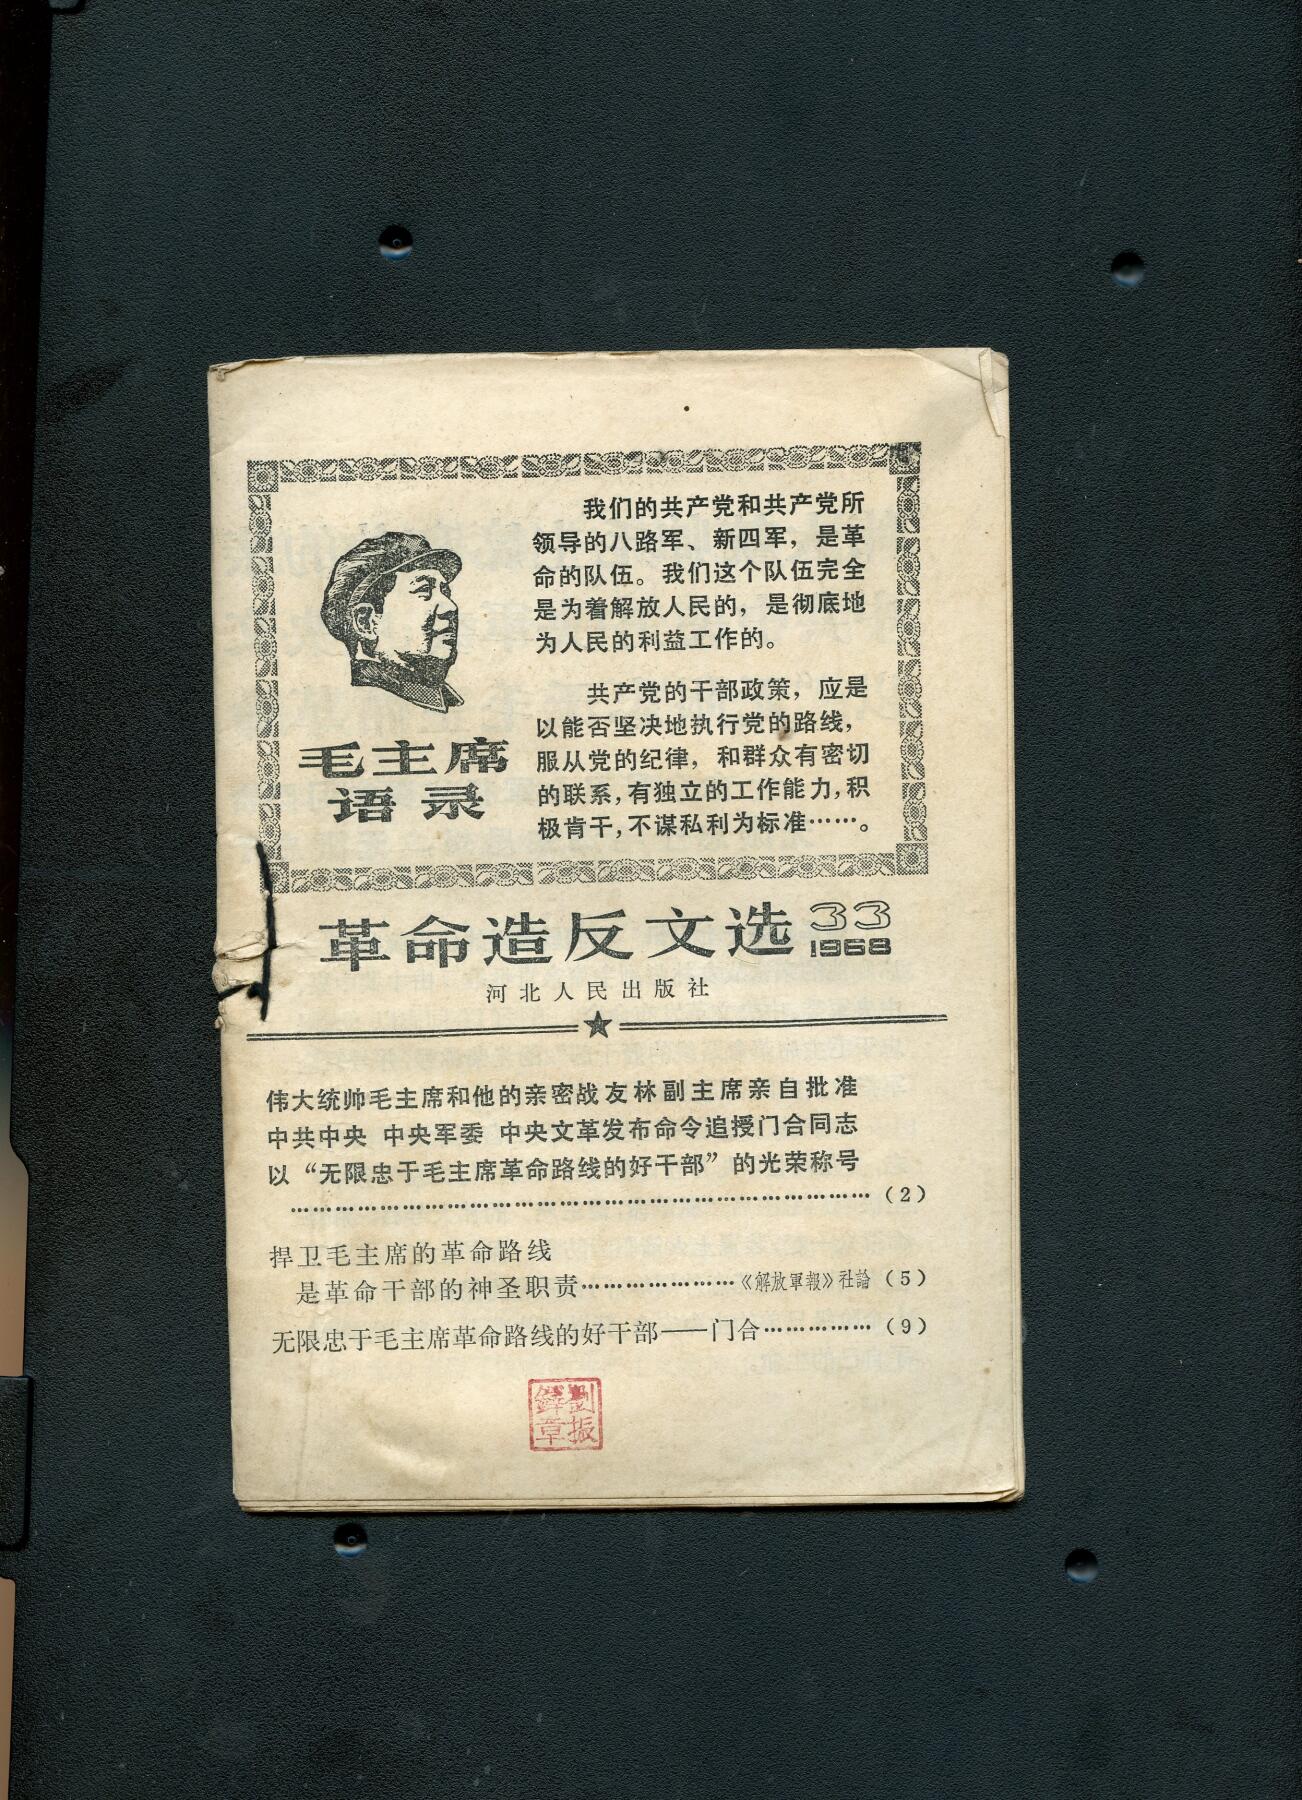 我们的共产党和共产党所
领导的八路军、新四军，是革
命的队伍。我们这个队伍完全
是为着解放人民的，是彻底地
为人民的利益工作的。
共产党的干部政策，应是
以能否坚决地执行党的路线，
服从党的纪律，和群众有密切
的联系，有独立的工作能力，积
极肯干，不谋私利为标准……。
毛主席
语录
革命造反文选 33
1968
河北人民出版社
伟大统帅毛主席和他的亲密战友林副主席亲自批准
中共中央 中央军委 中央文革发布命令追授门合同志
以“无限忠于毛主席革命路线的好干部”的光荣称号
………………………………………………………………（2）
捍卫毛主席的革命路线
是革命干部的神圣职责………………《解放軍報》社論（5）
无限忠于毛主席革命路线的好干部——门合……………（9）
劉振
鐸章